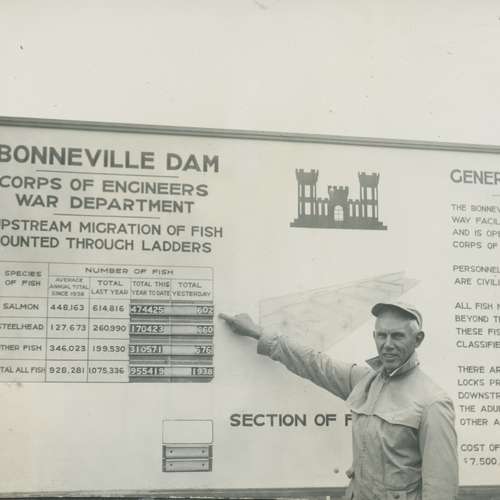 BONNEVILLE DAM
CORPS OF ENGINEERS
WAR DEPARTMENT
UPSTREAM MIGRATION OF FISH
COUNTED THROUGH LADDERS
SPECIES OF FISH
NUMBER OF FISH
AVERAGE ANNUAL TOTAL SINCE 1938
TOTAL LAST YEAR
TOTAL THIS YEAR TO DATE
TOTAL YESTERDAY
SALMON 448,163 614,816 474425 602
STEELHEAD 127,673 260,990 170423 660
OTHER FISH 346,023 199,530 310571 676
TOTAL ALL FISH 928,281 1,075,336 955419 1938
SECTION OF F
GENER
THE BONNEV
WAY FACILI
AND IS OPE
CORPS OF
PERSONNEL
ARE CIVIL
ALL FISH M
BEYOND TH
THESE FIS
CLASSIFIE
THERE AR
LOCKS PR
DOWNSTR
THE ADU
OTHER A
COST OF
$7,500,